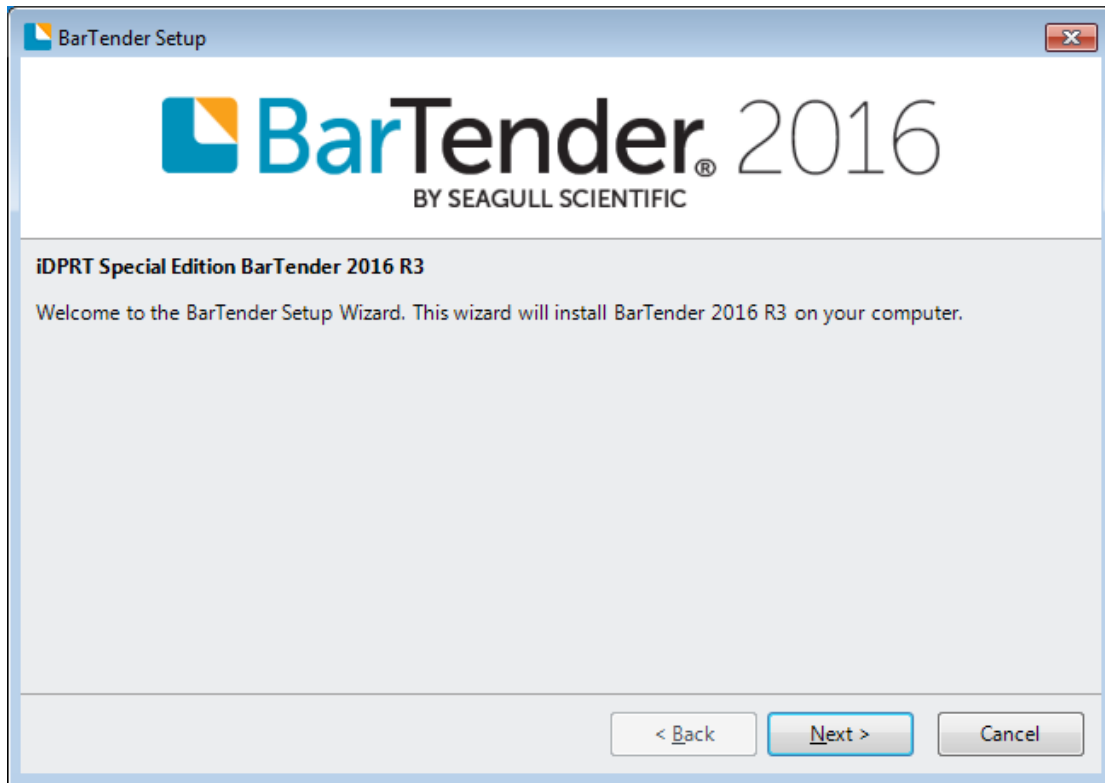 BarTender Setup
BarTender® 2016
BY SEAGULL SCIENTIFIC
iDPRT Special Edition BarTender 2016 R3
Welcome to the BarTender Setup Wizard. This wizard will install BarTender 2016 R3 on your computer.
< Back Next > Cancel